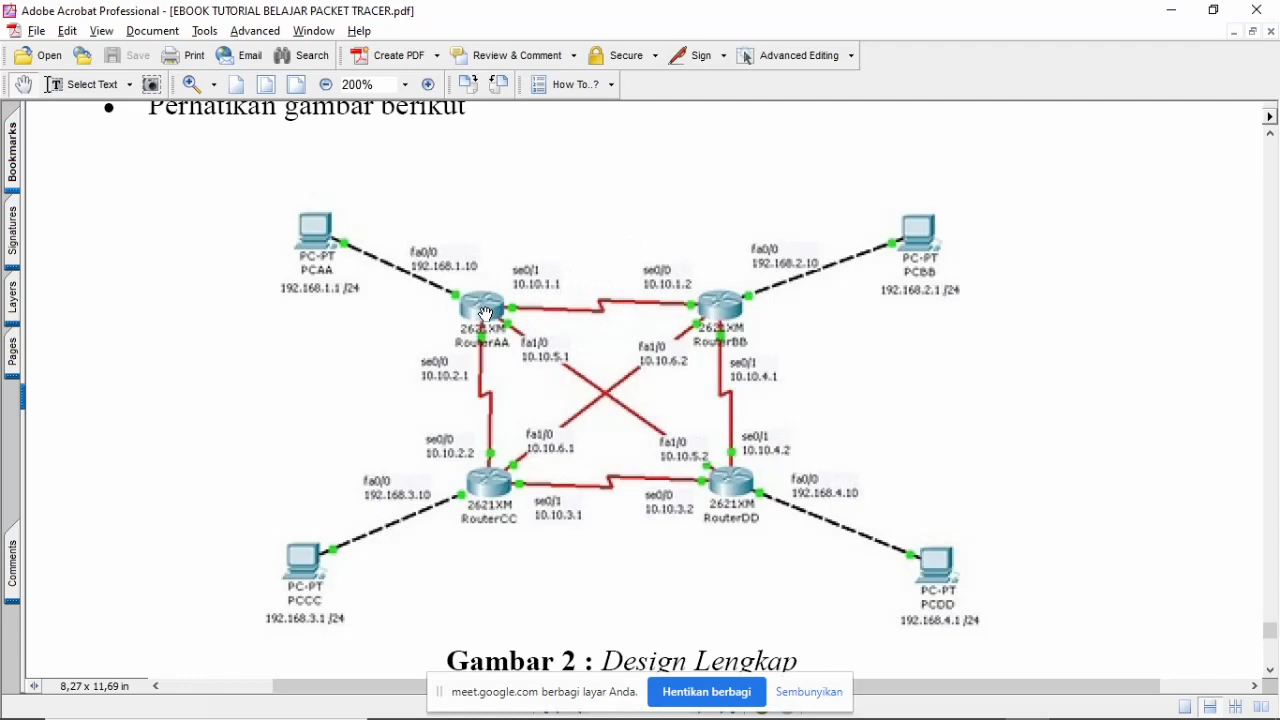 Adobe Acrobat Professional - [EBOOK TUTORIAL BELAJAR PACKET TRACER.pdf]
File Edit View Document Tools Advanced Window Help
Open Save Print Email Search Create PDF Review & Comment Secure Sign Advanced Editing
Select Text 200% How To..?
Bookmarks
Signatures
Layers
Pages
Comments
• Perhatikan gambar berikut
PC-PT
PCAA
192.168.1.1 /24
fa0/0
192.168.1.10
se0/1
10.10.1.1
se0/0
10.10.1.2
fa0/0
192.168.2.10
PC-PT
PCBB
192.168.2.1 /24
2621XM
RouterAA
fa1/0
10.10.5.1
fa1/0
10.10.6.2
2621XM
RouterBB
se0/0
10.10.2.1
se0/1
10.10.4.1
se0/0
10.10.2.2
fa1/0
10.10.6.1
fa1/0
10.10.5.2
se0/1
10.10.4.2
fa0/0
192.168.3.10
2621XM
RouterCC
se0/1
10.10.3.1
se0/0
10.10.3.2
2621XM
RouterDD
fa0/0
192.168.4.10
PC-PT
PCCC
192.168.3.1 /24
PC-PT
PCDD
192.168.4.1 /24
Gambar 2 : Design Lengkap
meet.google.com berbagi layar Anda. Hentikan berbagi Sembunyikan
8,27 x 11,69 in